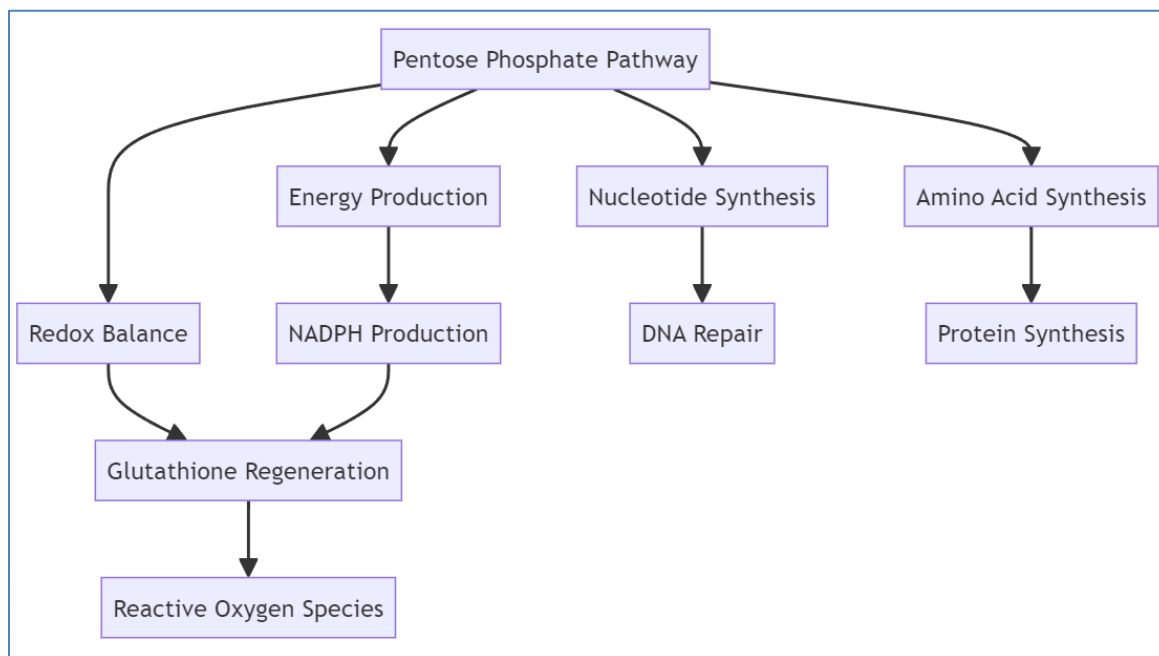 Pentose Phosphate Pathway
Energy Production
Nucleotide Synthesis
Amino Acid Synthesis
Redox Balance
NADPH Production
DNA Repair
Protein Synthesis
Glutathione Regeneration
Reactive Oxygen Species